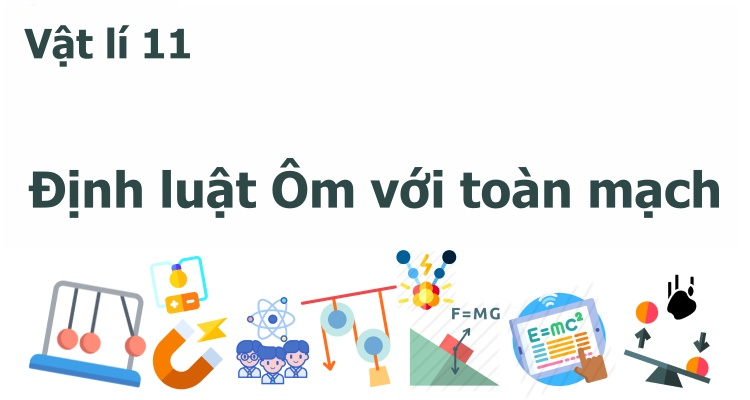 Vật lí 11
Định luật Ôm với toàn mạch
F=MG
E=mc²